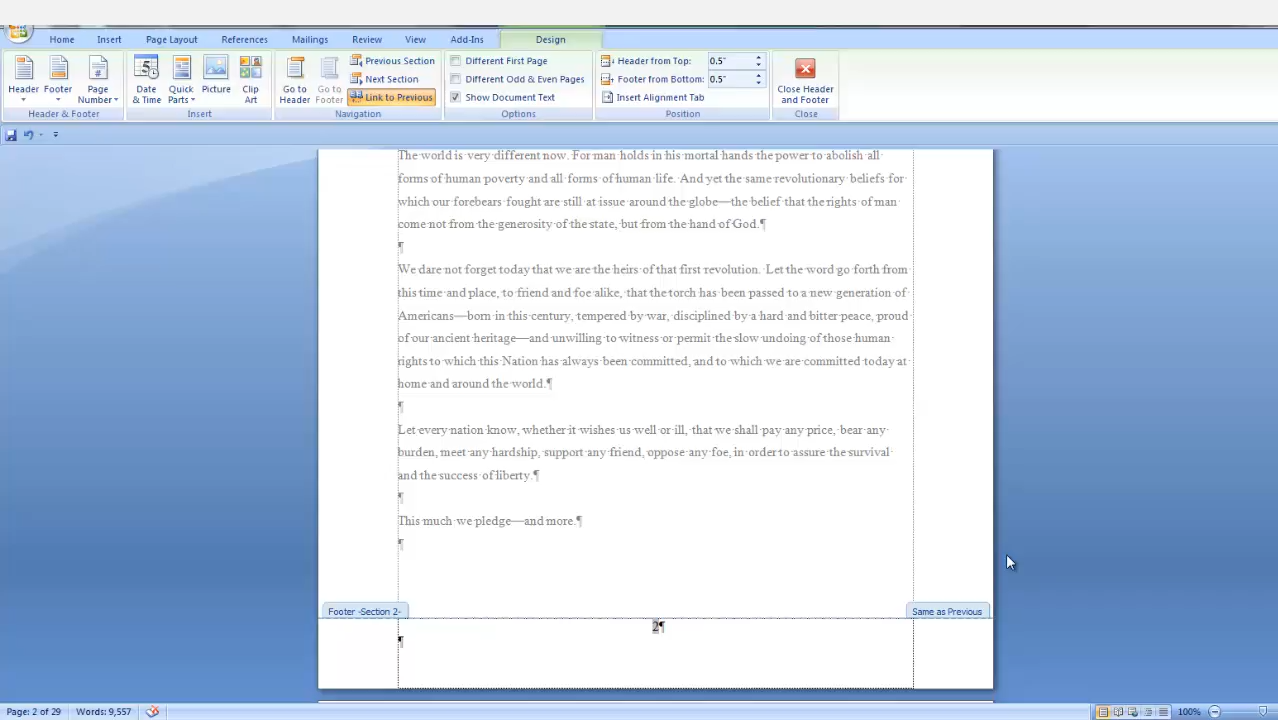 Home Insert Page Layout References Mailings Review View Add-Ins Design
Header Footer Page Number
Header & Footer
Date & Time Quick Parts Picture Clip Art
Insert
Go to Header Go to Footer
Previous Section
Next Section
Link to Previous
Navigation
Different First Page
Different Odd & Even Pages
Show Document Text
Options
Header from Top: 0.5"
Footer from Bottom: 0.5"
Insert Alignment Tab
Position
Close Header and Footer
Close
The world is very different now. For man holds in his mortal hands the power to abolish all
forms of human poverty and all forms of human life. And yet the same revolutionary beliefs for
which our forebears fought are still at issue around the globe—the belief that the rights of man
come not from the generosity of the state, but from the hand of God.¶
¶
We dare not forget today that we are the heirs of that first revolution. Let the word go forth from
this time and place, to friend and foe alike, that the torch has been passed to a new generation of
Americans—born in this century, tempered by war, disciplined by a hard and bitter peace, proud
of our ancient heritage—and unwilling to witness or permit the slow undoing of those human
rights to which this Nation has always been committed, and to which we are committed today at
home and around the world.¶
¶
Let every nation know, whether it wishes us well or ill, that we shall pay any price, bear any
burden, meet any hardship, support any friend, oppose any foe, in order to assure the survival
and the success of liberty.¶
¶
This much we pledge—and more.¶
¶
Footer -Section 2- Same as Previous
2¶
¶
Page: 2 of 29 Words: 9,557 100%